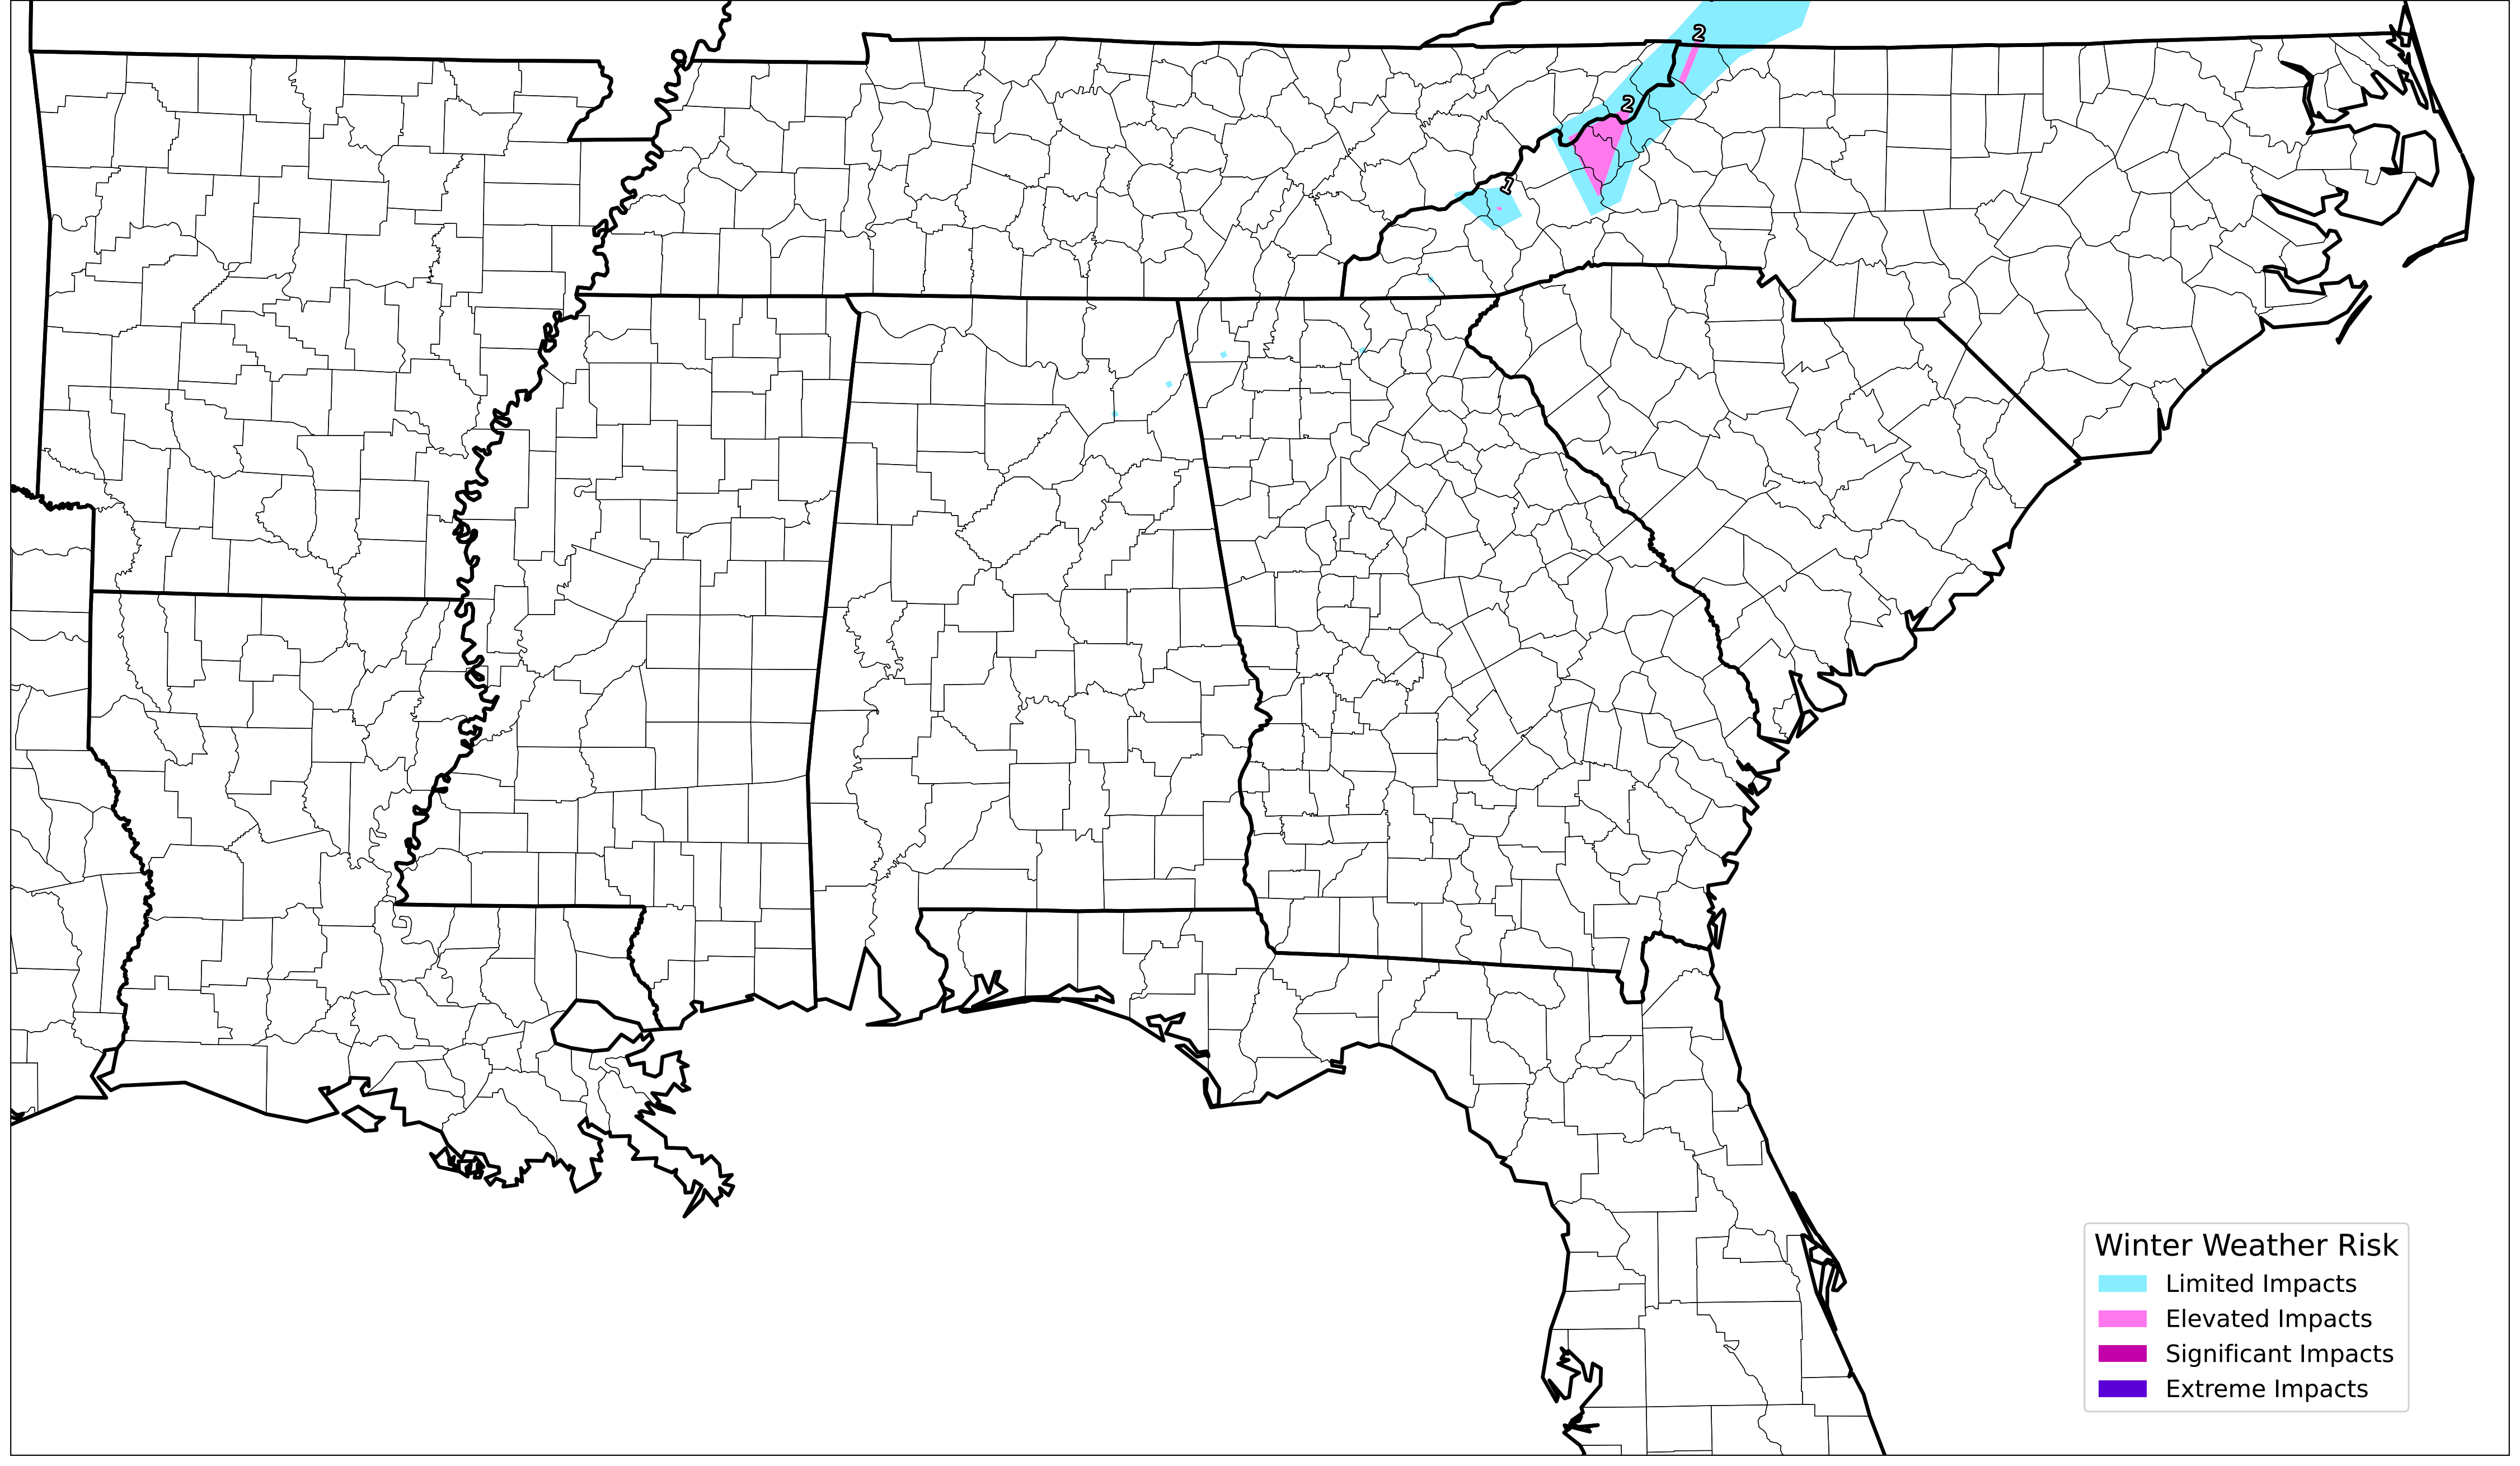 2
2
1
Winter Weather Risk
Limited Impacts
Elevated Impacts
Significant Impacts
Extreme Impacts